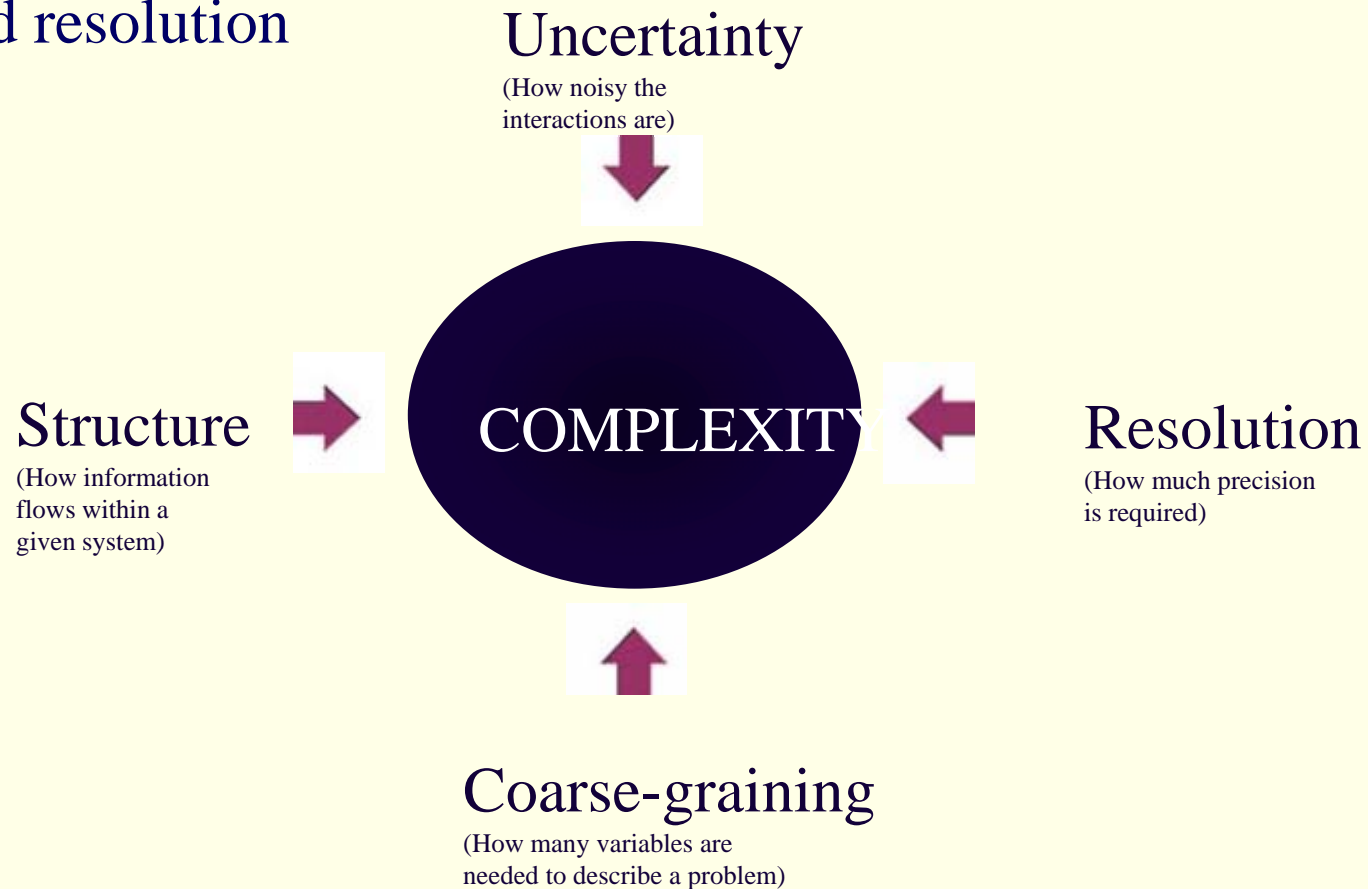 resolution
Uncertainty
(How noisy the
interactions are)
Structure
(How information
flows within a
given system)
COMPLEXITY
Resolution
(How much precision
is required)
Coarse-graining
(How many variables are
needed to describe a problem)